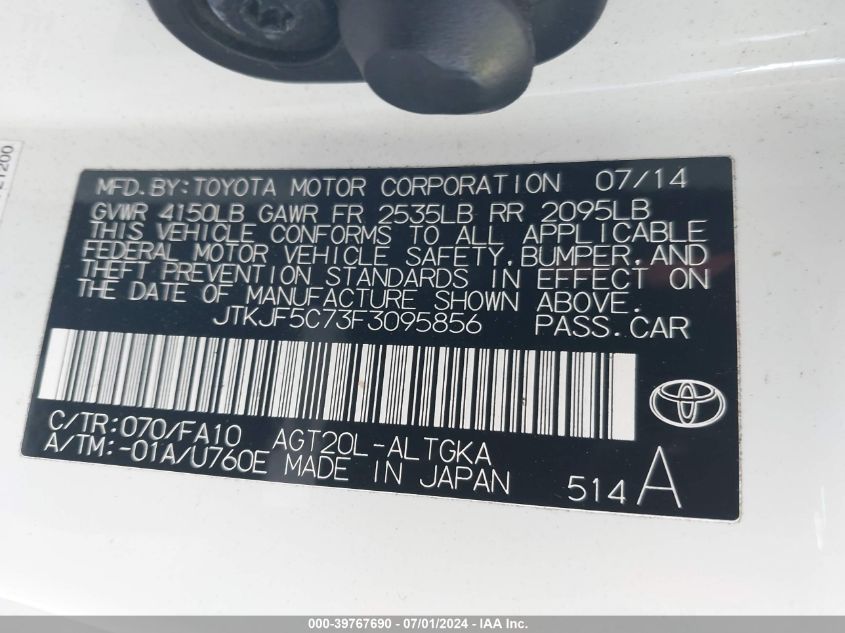 MFD. BY: TOYOTA MOTOR CORPORATION 07/14
GVWR 4150LB GAWR FR 2535LB RR 2095LB
THIS VEHICLE CONFORMS TO ALL APPLICABLE
FEDERAL MOTOR VEHICLE SAFETY, BUMPER, AND
THEFT PREVENTION STANDARDS IN EFFECT ON
THE DATE OF MANUFACTURE SHOWN ABOVE.
JTKJF5C73F3095856 PASS. CAR
C/TR: 070/FA10 AGT20L-ALTGKA
A/TM: -01A/U760E MADE IN JAPAN 514 A
000-39767690 - 07/01/2024 - IAA Inc.